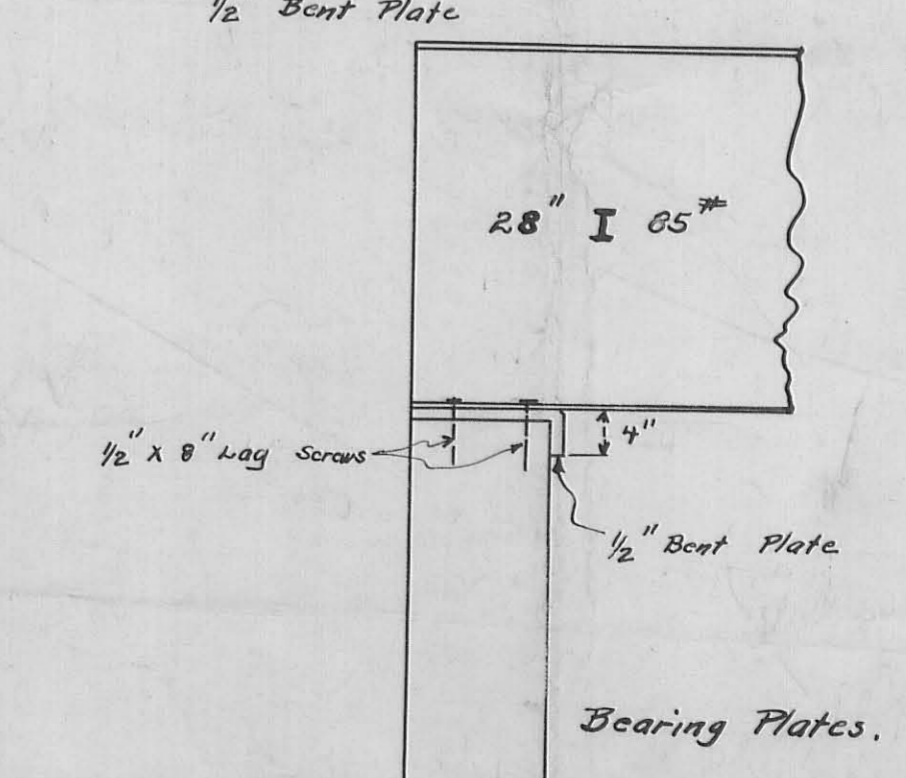 1/2 Bent Plate
28" I 85#
4"
1/2" X 8" Lag Screws
1/2" Bent Plate
Bearing Plates.